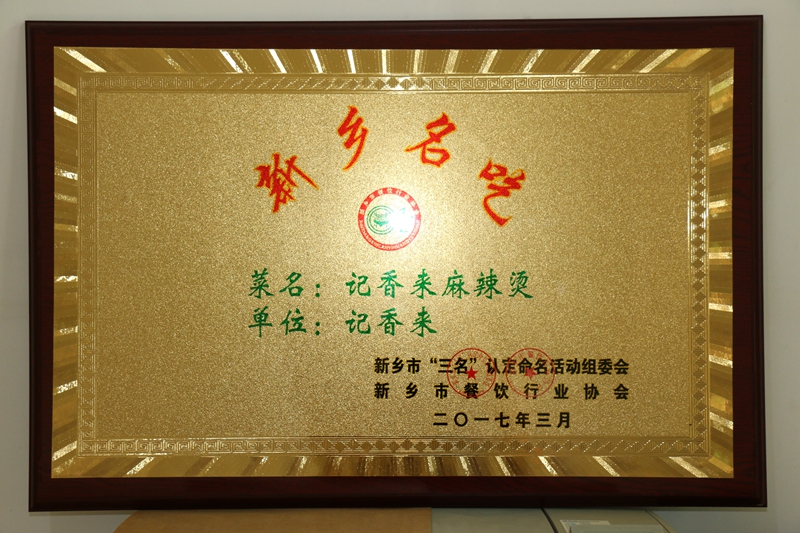 新乡名吃
菜名：记香来麻辣烫
单位：记香来
新乡市“三名”认定命名活动组委会
新乡市餐饮行业协会
二〇一七年三月